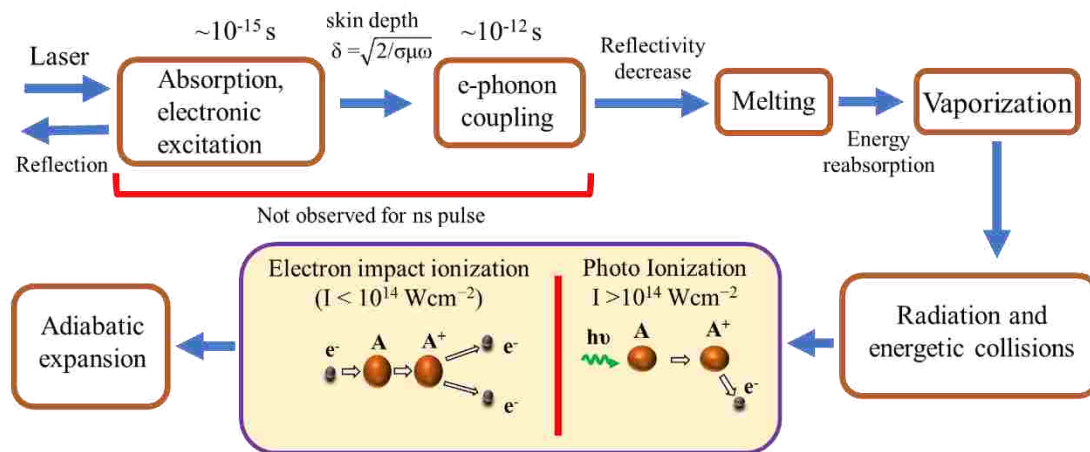 Laser
Reflection
~10⁻¹⁵ s
Absorption,
electronic
excitation
skin depth
δ =√2/σμω
~10⁻¹² s
e-phonon
coupling
Reflectivity
decrease
Melting
Energy
reabsorption
Vaporization
Not observed for ns pulse
Radiation and
energetic collisions
Photo Ionization
I >10¹⁴ Wcm⁻²
hυ
A
A⁺
e⁻
Electron impact ionization
(I < 10¹⁴ Wcm⁻²)
e⁻
A
A⁺
e⁻
e⁻
Adiabatic
expansion